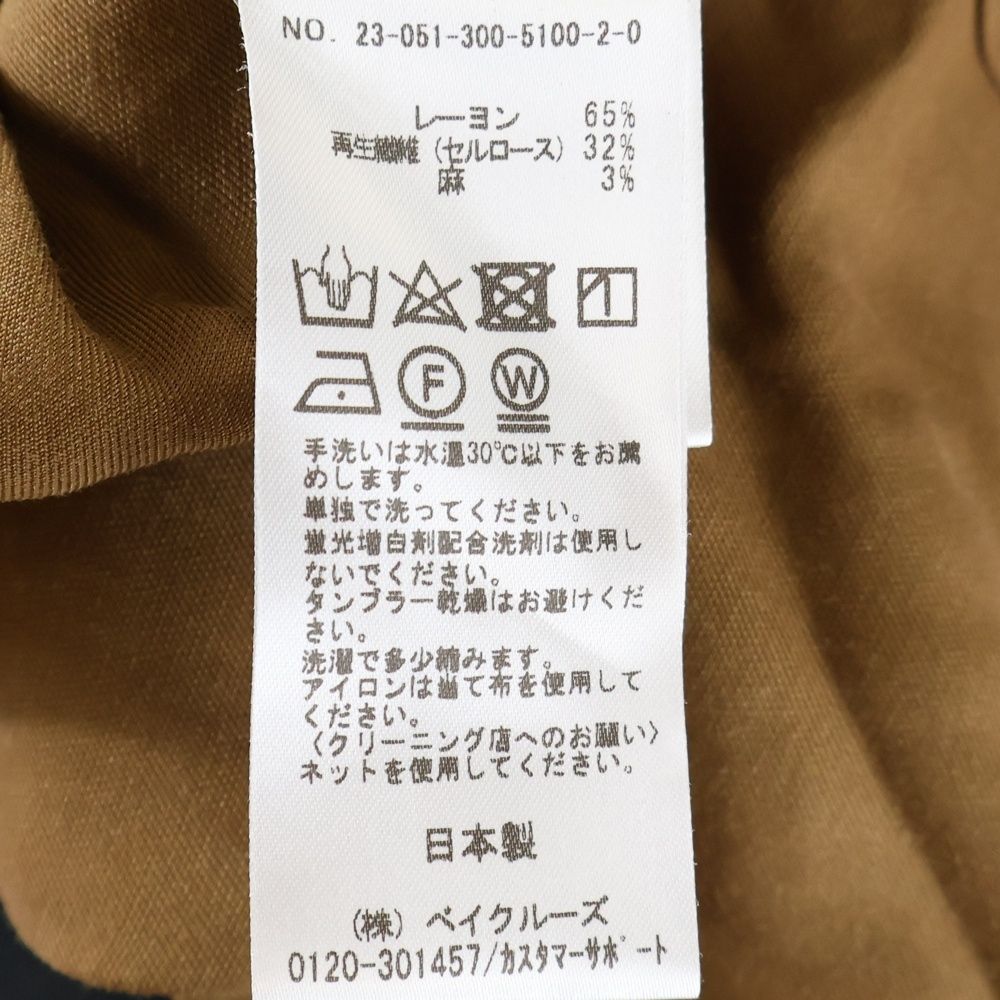 NO. 23-051-300-5100-2-0
レーヨン 65%
再生繊維 (セルロース) 32%
麻 3%
F W
手洗いは水温30℃以下をお薦
めします。
単独で洗ってください。
蛍光増白剤配合洗剤は使用し
ないでください。
タンブラー乾燥はお避けくだ
さい。
洗濯で多少縮みます。
アイロンは当て布を使用して
ください。
〈クリーニング店へのお願い〉
ネットを使用してください。
日本製
(株) ベイクルーズ
0120-301457/カスタマーサポート